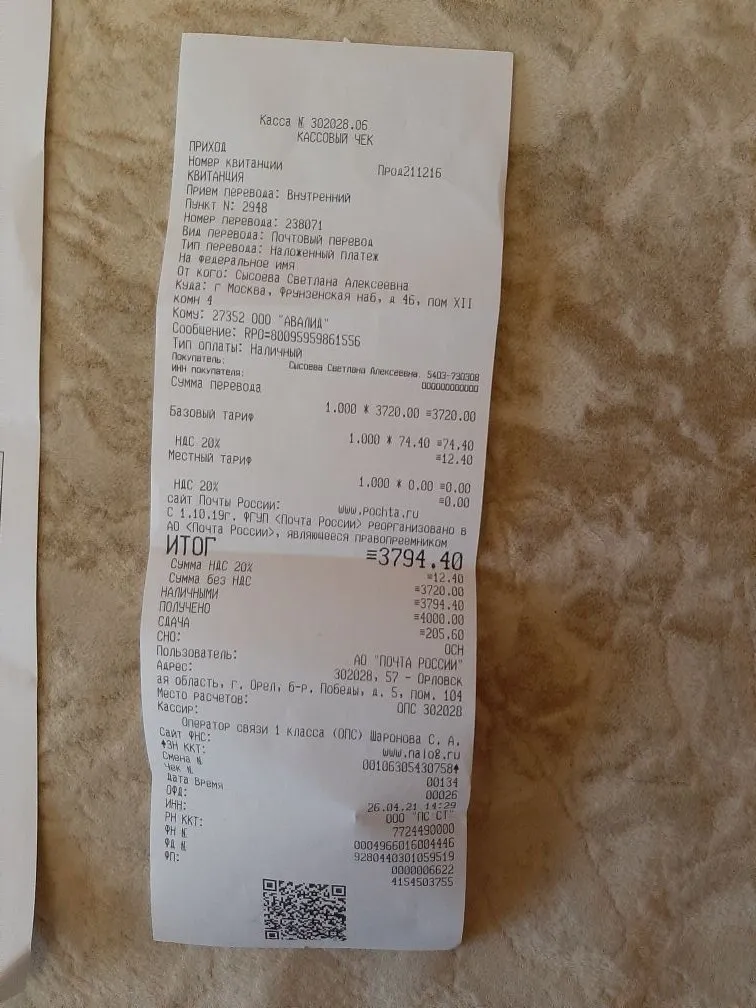 Касса № 302028.06
КАССОВЫЙ ЧЕК
ПРИХОД
Номер квитанции Прод211216
КВИТАНЦИЯ
Прием перевода: Внутренний
Пункт N: 2948
Номер перевода: 238071
Вид перевода: Почтовый перевод
Тип перевода: Наложенный платеж
На федеральное имя
От кого: Сысоева Светлана Алексеевна
Куда: г Москва, Фрунзенская наб, д 46, пом XII
комн 4
Кому: 27352 ООО "АВАЛИД"
Сообщение: RPO=80095959861556
Тип оплаты: Наличный
Покупатель: Сысоева Светлана Алексеевна. 5403-730308
ИНН покупателя: 000000000000
Сумма перевода
1.000 * 3720.00 =3720.00
Базовый тариф
1.000 * 74.40 =74.40
НДС 20% =12.40
Местный тариф
1.000 * 0.00 =0.00
НДС 20% =0.00
сайт Почты России: www.pochta.ru
С 1.10.19г. ФГУП <Почта России> реорганизовано в
АО <Почта России>, являющееся правопреемником
ИТОГ =3794.40
Сумма НДС 20% =12.40
Сумма без НДС =3720.00
НАЛИЧНЫМИ =3794.40
ПОЛУЧЕНО =4000.00
СДАЧА =205.60
СНО: ОСН
Пользователь: АО "ПОЧТА РОССИИ"
Адрес: 302028, 57 - Орловск
ая область, г. Орел, б-р. Победы, д. 5, пом. 104
Место расчетов: ОПС 302028
Кассир:
Оператор связи 1 класса (ОПС) Шаронова С. А.
Сайт ФНС: www.nalog.ru
ЗН ККТ: 0010630543075­8
Смена № 00134
Чек № 00026
Дата Время 26.04.21 14:29
ОФД: ООО "ПС СТ"
ИНН: 7724490000
РН ККТ: 0004966016004446
ФН № 9280440301059519
ФД № 0000006622
ФП: 4154503755